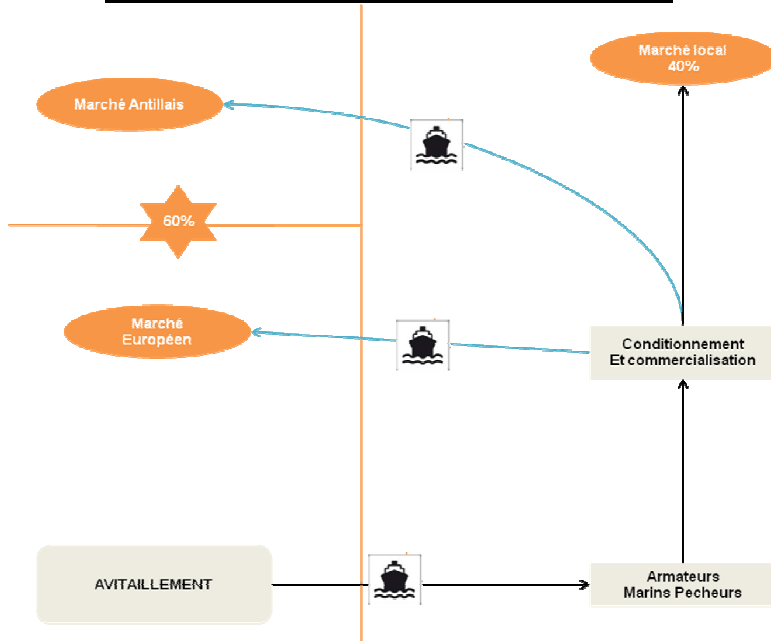 Marché local
40%
Marché Antillais
60%
Marché
Européen
Conditionnement
Et commercialisation
AVITAILLEMENT
Armateurs
Marins Pecheurs